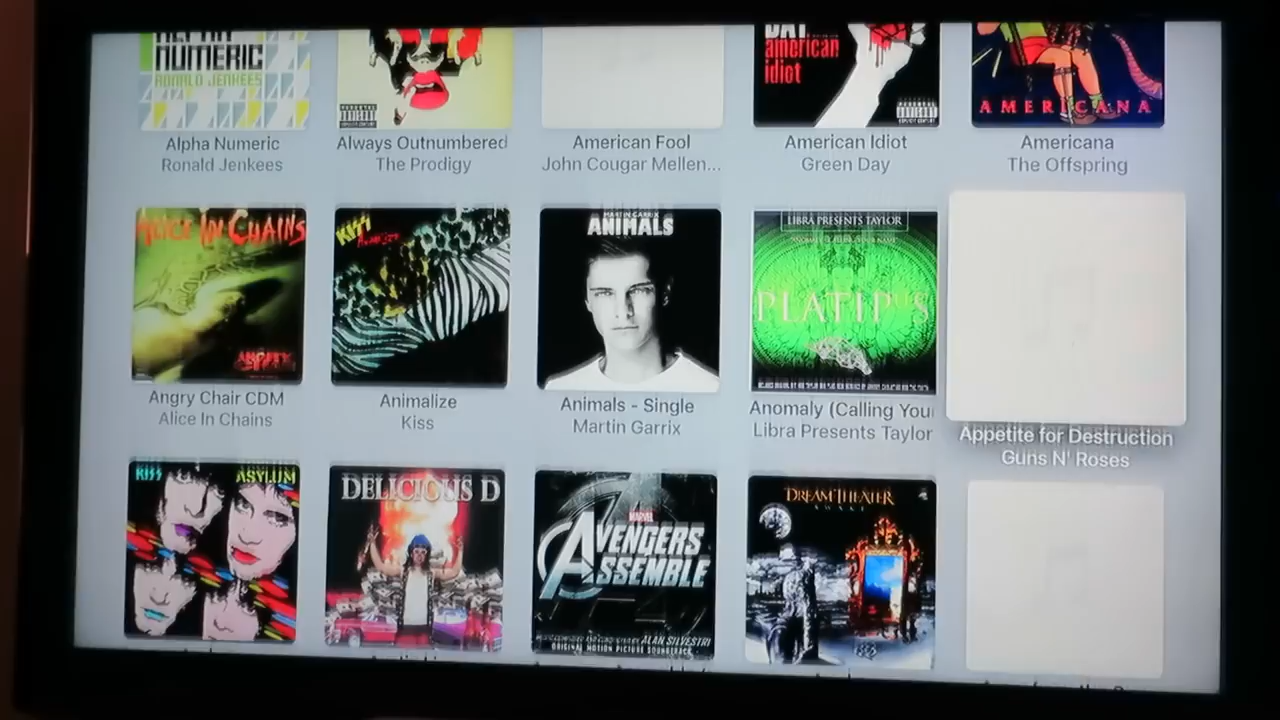 ALPHA
NUMERIC
RONALD JENKEES
DAY
american
idiot
AMERICANA
Alpha Numeric
Ronald Jenkees
Always Outnumbered
The Prodigy
American Fool
John Cougar Mellen...
American Idiot
Green Day
Americana
The Offspring
ALICE IN CHAINS
ANGRY
CHAIR
KISS
ANIMALIZE
MARTIN GARRIX
ANIMALS
LIBRA PRESENTS TAYLOR
PLATIPUS
Angry Chair CDM
Alice In Chains
Animalize
Kiss
Animals - Single
Martin Garrix
Anomaly (Calling You
Libra Presents Taylor
Appetite for Destruction
Guns N' Roses
KISS
ASYLUM
DELICIOUS D
MARVEL
AVENGERS
ASSEMBLE
ALAN SILVESTRI
ORIGINAL MOTION PICTURE SOUNDTRACK
DREAM THEATER
AWAKE